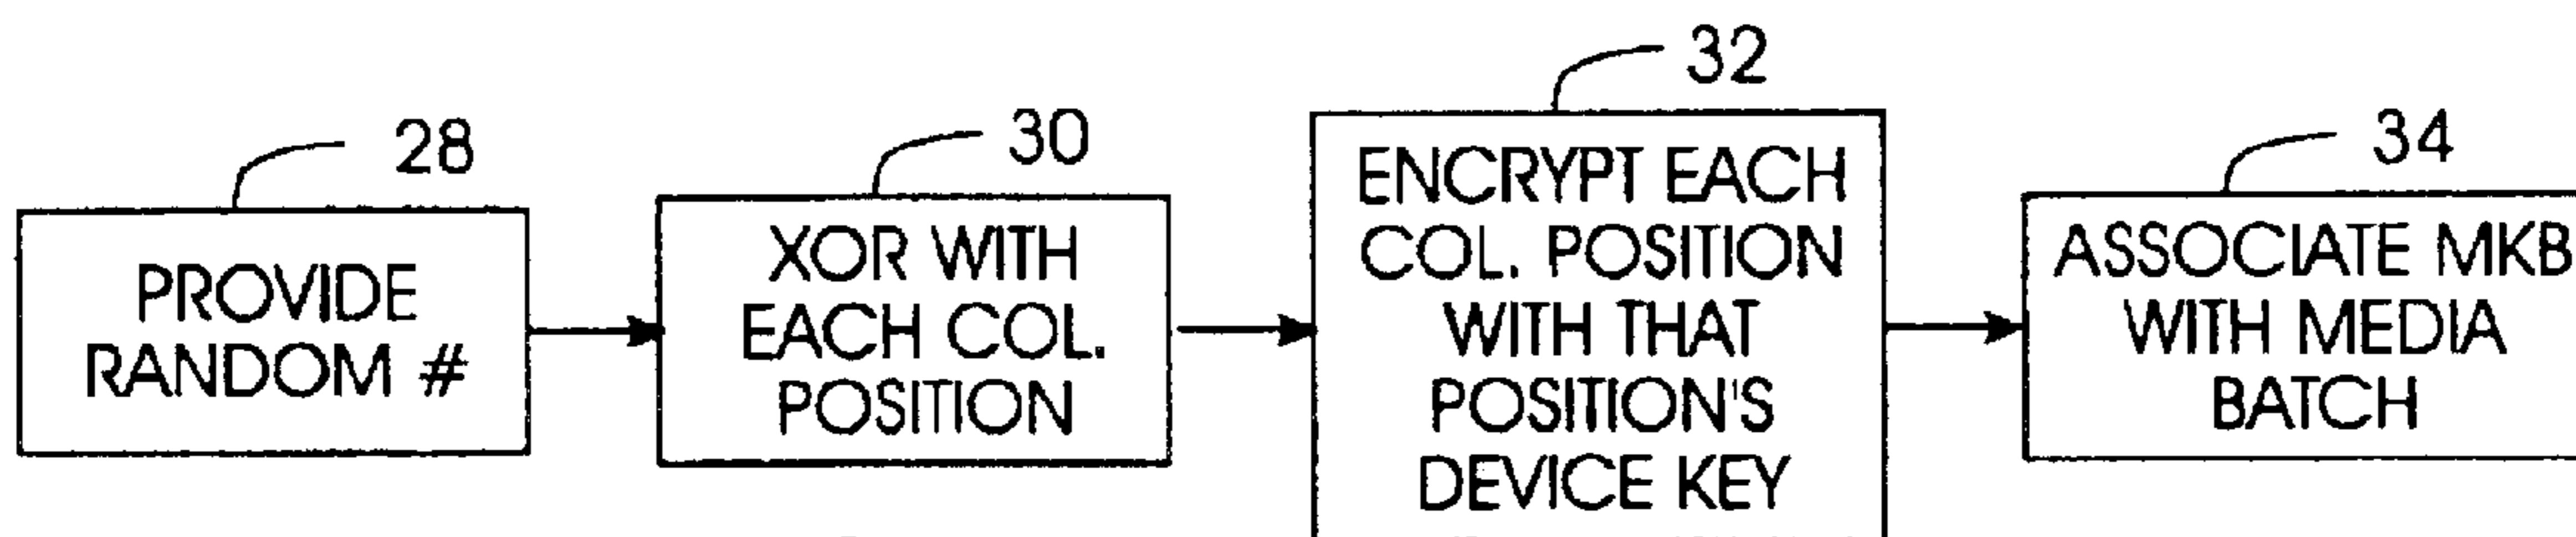 28
PROVIDE
RANDOM #
30
XOR WITH
EACH COL.
POSITION
32
ENCRYPT EACH
COL. POSITION
WITH THAT
POSITION'S
DEVICE KEY
34
ASSOCIATE MKB
WITH MEDIA
BATCH